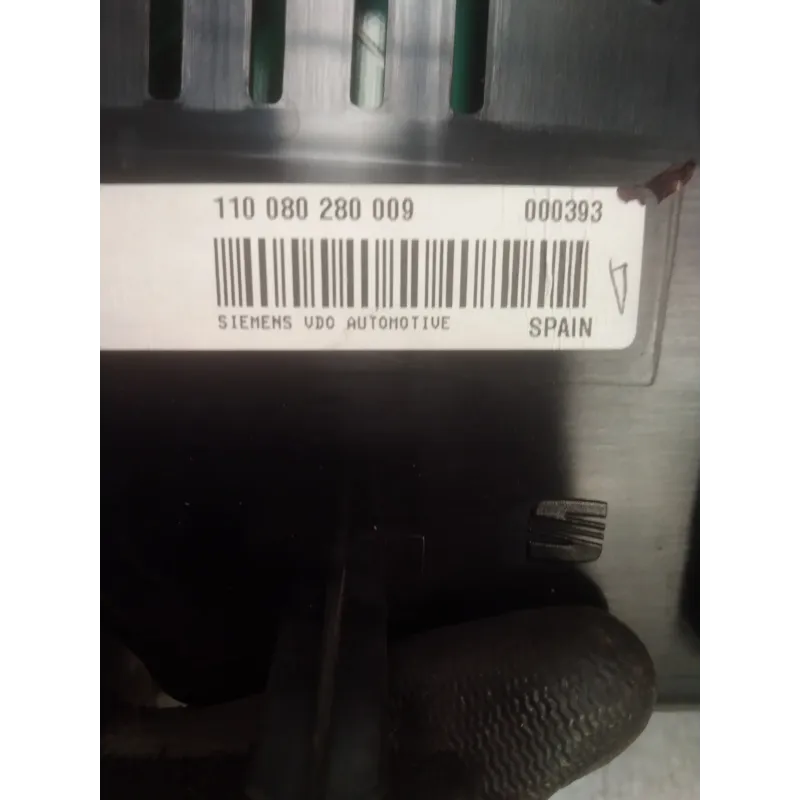 110 080 280 009 000393
SIEMENS VDO AUTOMOTIVE SPAIN